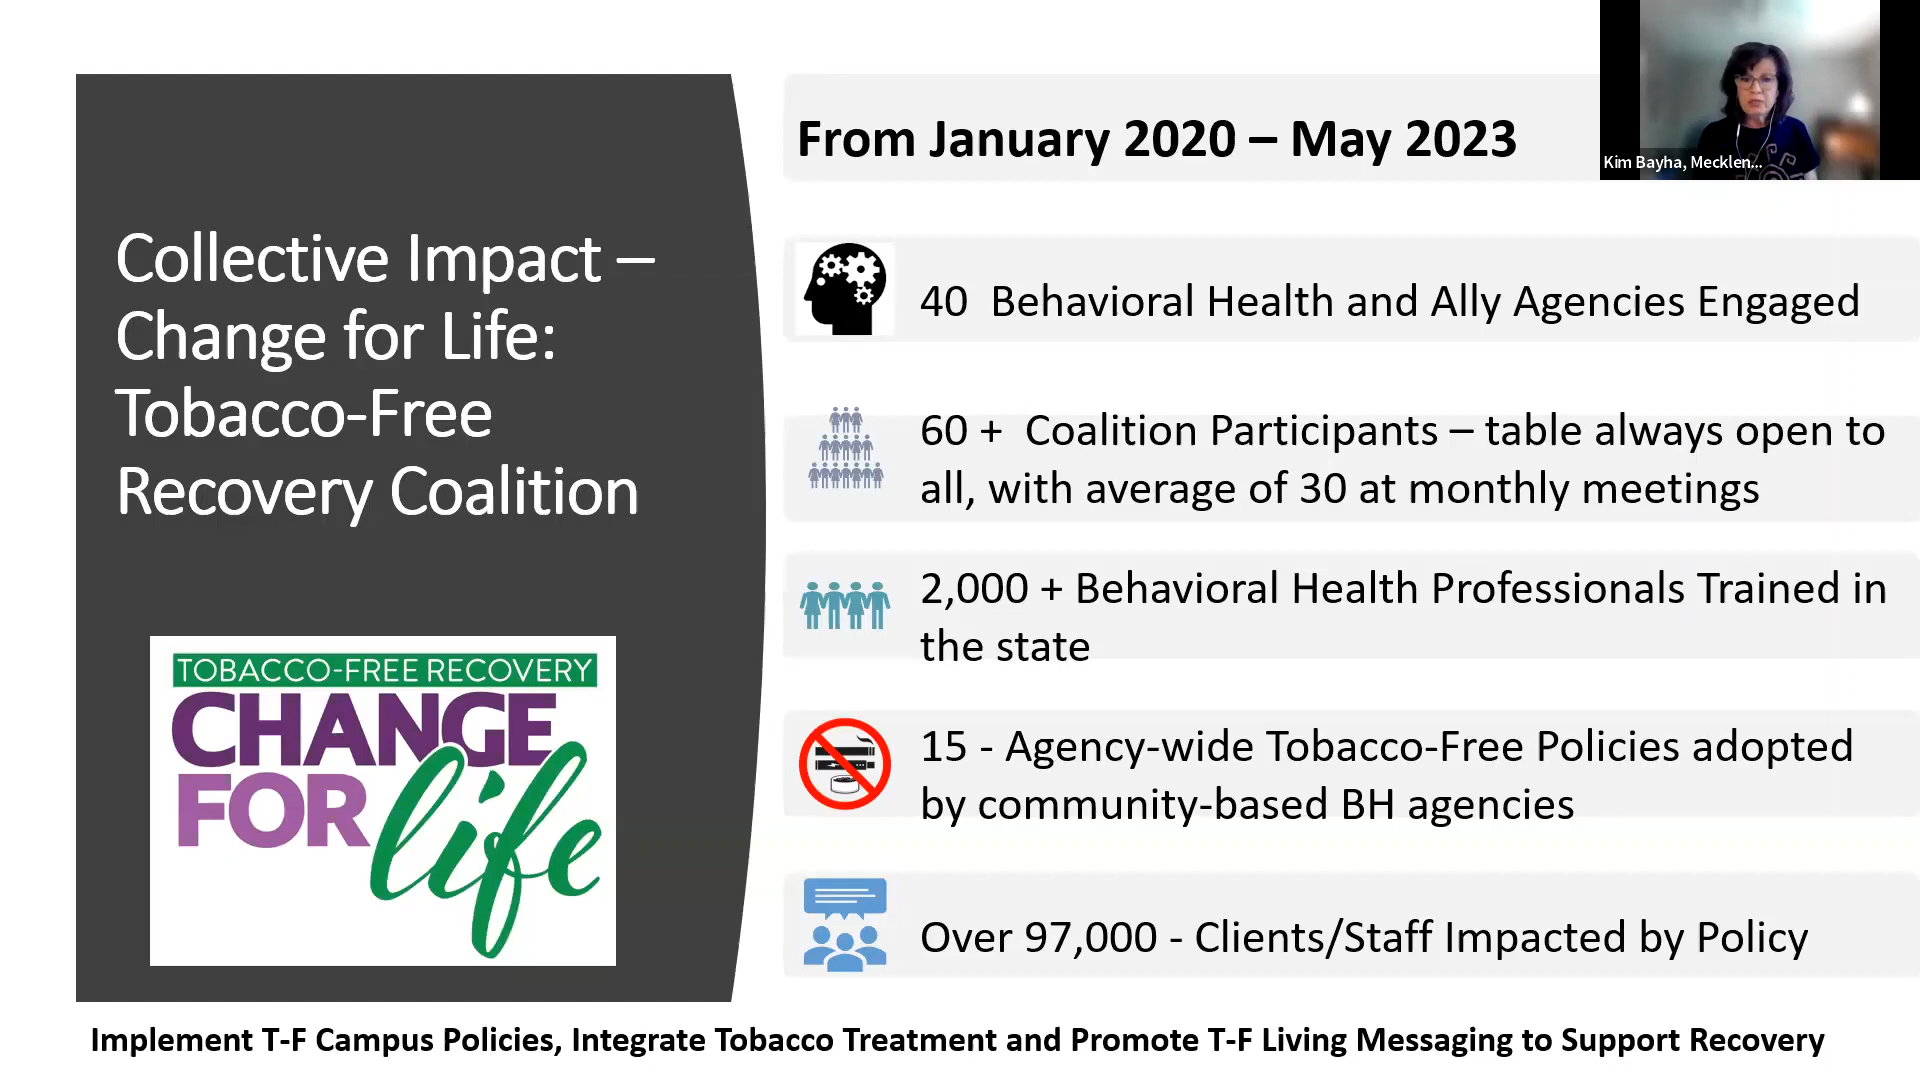 Collective Impact –
Change for Life:
Tobacco-Free
Recovery Coalition
TOBACCO-FREE RECOVERY
CHANGE
FOR life
From January 2020 – May 2023
Kim Bayha, Mecklen...
40  Behavioral Health and Ally Agencies Engaged
60 +  Coalition Participants – table always open to
all, with average of 30 at monthly meetings
2,000 + Behavioral Health Professionals Trained in
the state
15 - Agency-wide Tobacco-Free Policies adopted
by community-based BH agencies
Over 97,000 - Clients/Staff Impacted by Policy
Implement T-F Campus Policies, Integrate Tobacco Treatment and Promote T-F Living Messaging to Support Recovery